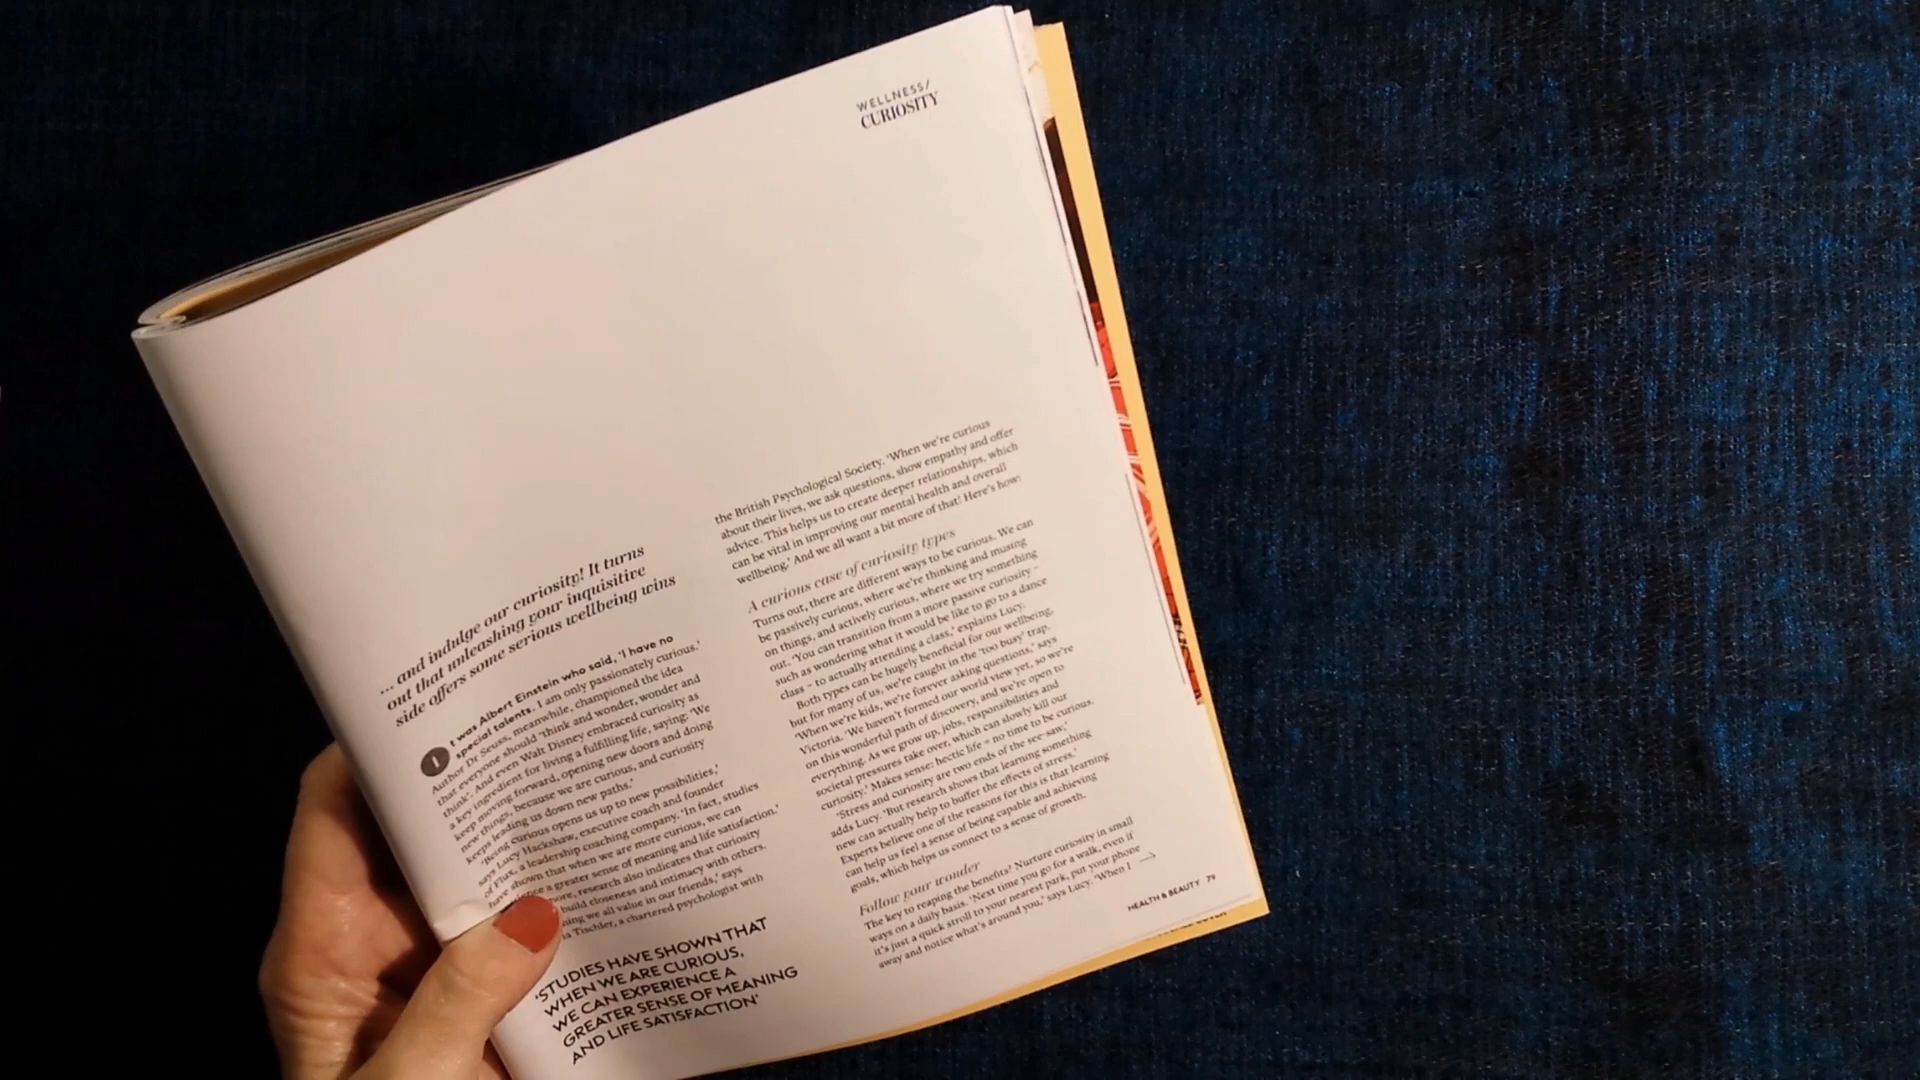 WELLNESS/
CURIOSITY
... and indulge our curiosity! It turns
out that unleashing your inquisitive
side offers some serious wellbeing wins
I
t was Albert Einstein who said, ‘I have no
special talents. I am only passionately curious.’
Author Dr Seuss, meanwhile, championed the idea
that everyone should ‘think and wonder, wonder and
think’. And even Walt Disney embraced curiosity as
a key ingredient for living a fulfilling life, saying: ‘We
keep moving forward, opening new doors and doing
new things, because we are curious, and curiosity
keeps leading us down new paths.’
‘Being curious opens us up to new possibilities,’
says Lucy Hackshaw, executive coach and founder
of Flux, a leadership coaching company. ‘In fact, studies
have shown that when we are more curious, we can
a greater sense of meaning and life satisfaction.’
more, research also indicates that curiosity
build closeness and intimacy with others.
we all value in our friends,’ says
Tischler, a chartered psychologist with
‘STUDIES HAVE SHOWN THAT
WHEN WE ARE CURIOUS,
WE CAN EXPERIENCE A
GREATER SENSE OF MEANING
AND LIFE SATISFACTION’
the British Psychological Society. ‘When we’re curious
about their lives, we ask questions, show empathy and offer
advice. This helps us to create deeper relationships, which
can be vital in improving our mental health and overall
wellbeing.’ And we all want a bit more of that! Here’s how:
A curious case of curiosity types
Turns out, there are different ways to be curious. We can
be passively curious, where we’re thinking and musing
on things, and actively curious, where we try something
out. ‘You can transition from a more passive curiosity –
such as wondering what it would be like to go to a dance
class – to actually attending a class,’ explains Lucy.
Both types can be hugely beneficial for our wellbeing,
but for many of us, we’re caught in the ‘too busy’ trap.
‘When we’re kids, we’re forever asking questions,’ says
Victoria. ‘We haven’t formed our world view yet, so we’re
on this wonderful path of discovery, and we’re open to
everything. As we grow up, jobs, responsibilities and
societal pressures take over, which can slowly kill our
curiosity.’ Makes sense: hectic life = no time to be curious.
‘Stress and curiosity are two ends of the see-saw,’
adds Lucy. ‘But research shows that learning something
new can actually help to buffer the effects of stress.’
Experts believe one of the reasons for this is that learning
can help us feel a sense of being capable and achieving
goals, which helps us connect to a sense of growth.
Follow your wonder
The key to reaping the benefits? Nurture curiosity in small
ways on a daily basis. ‘Next time you go for a walk, even if
it’s just a quick stroll to your nearest park, put your phone
away and notice what’s around you,’ says Lucy. ‘When I
HEALTH & BEAUTY 79